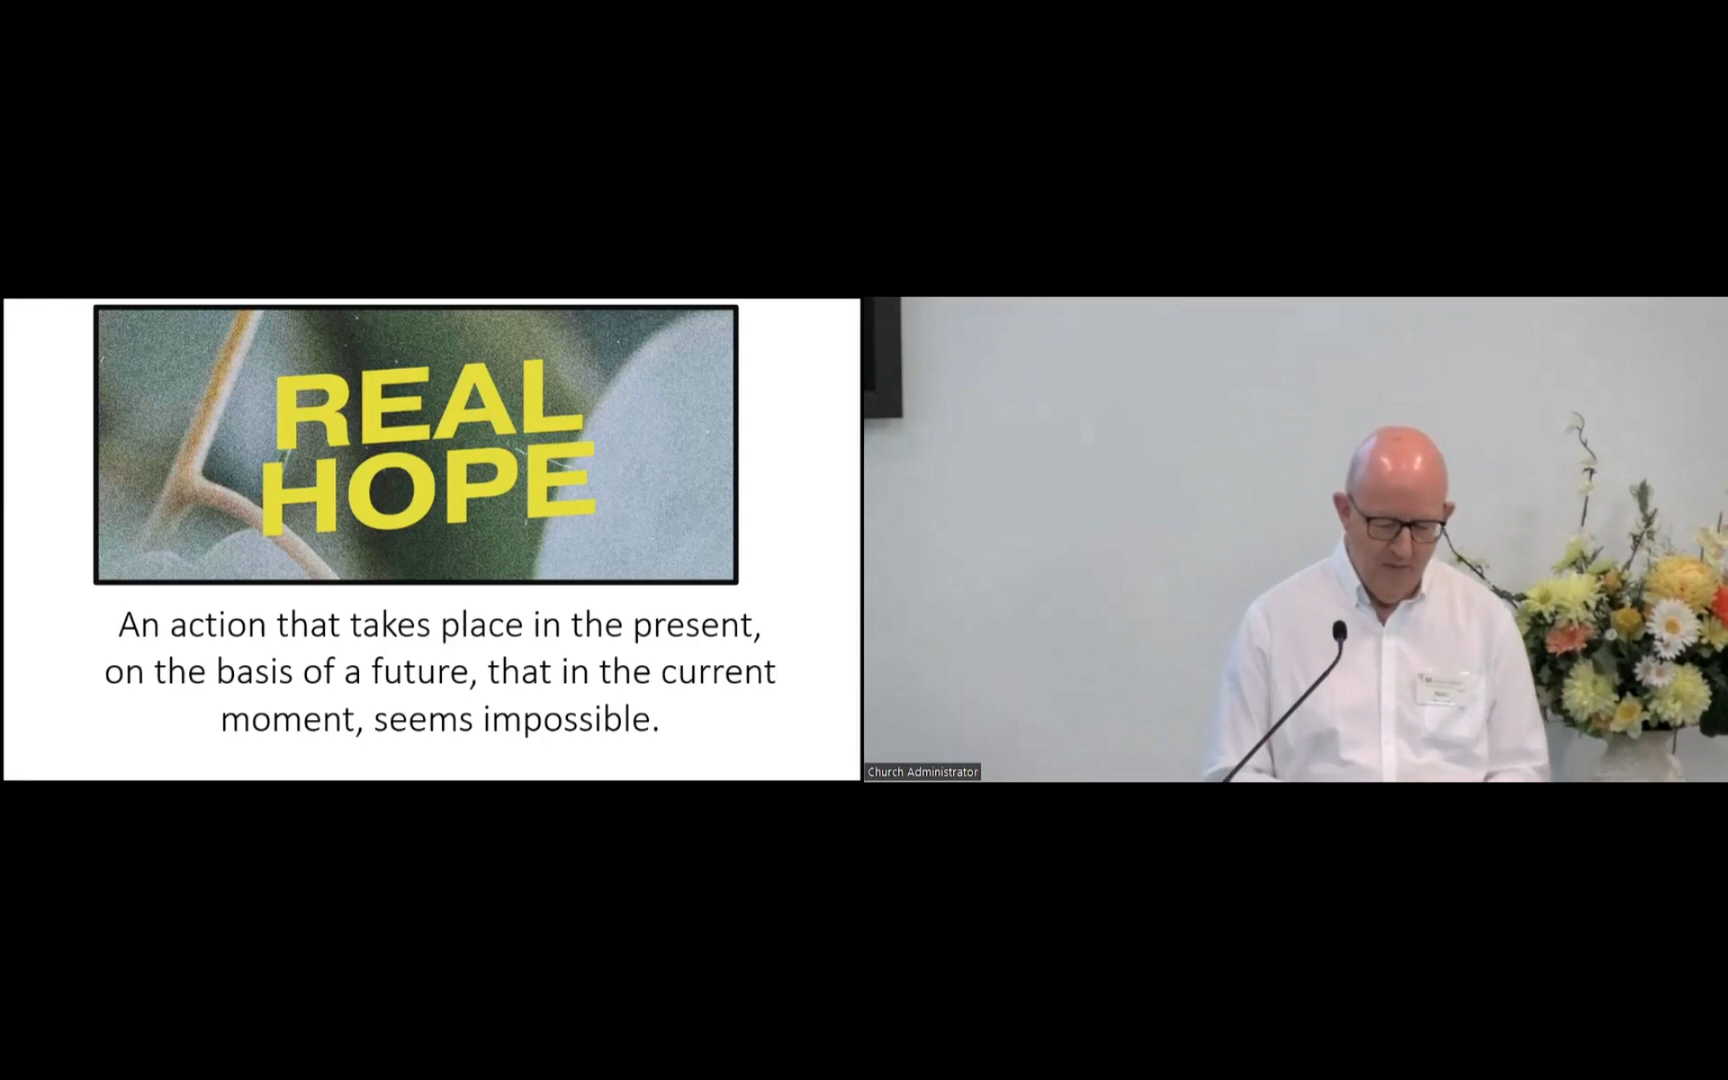 REAL
HOPE
An action that takes place in the present,
on the basis of a future, that in the current
moment, seems impossible.
Church Administrator